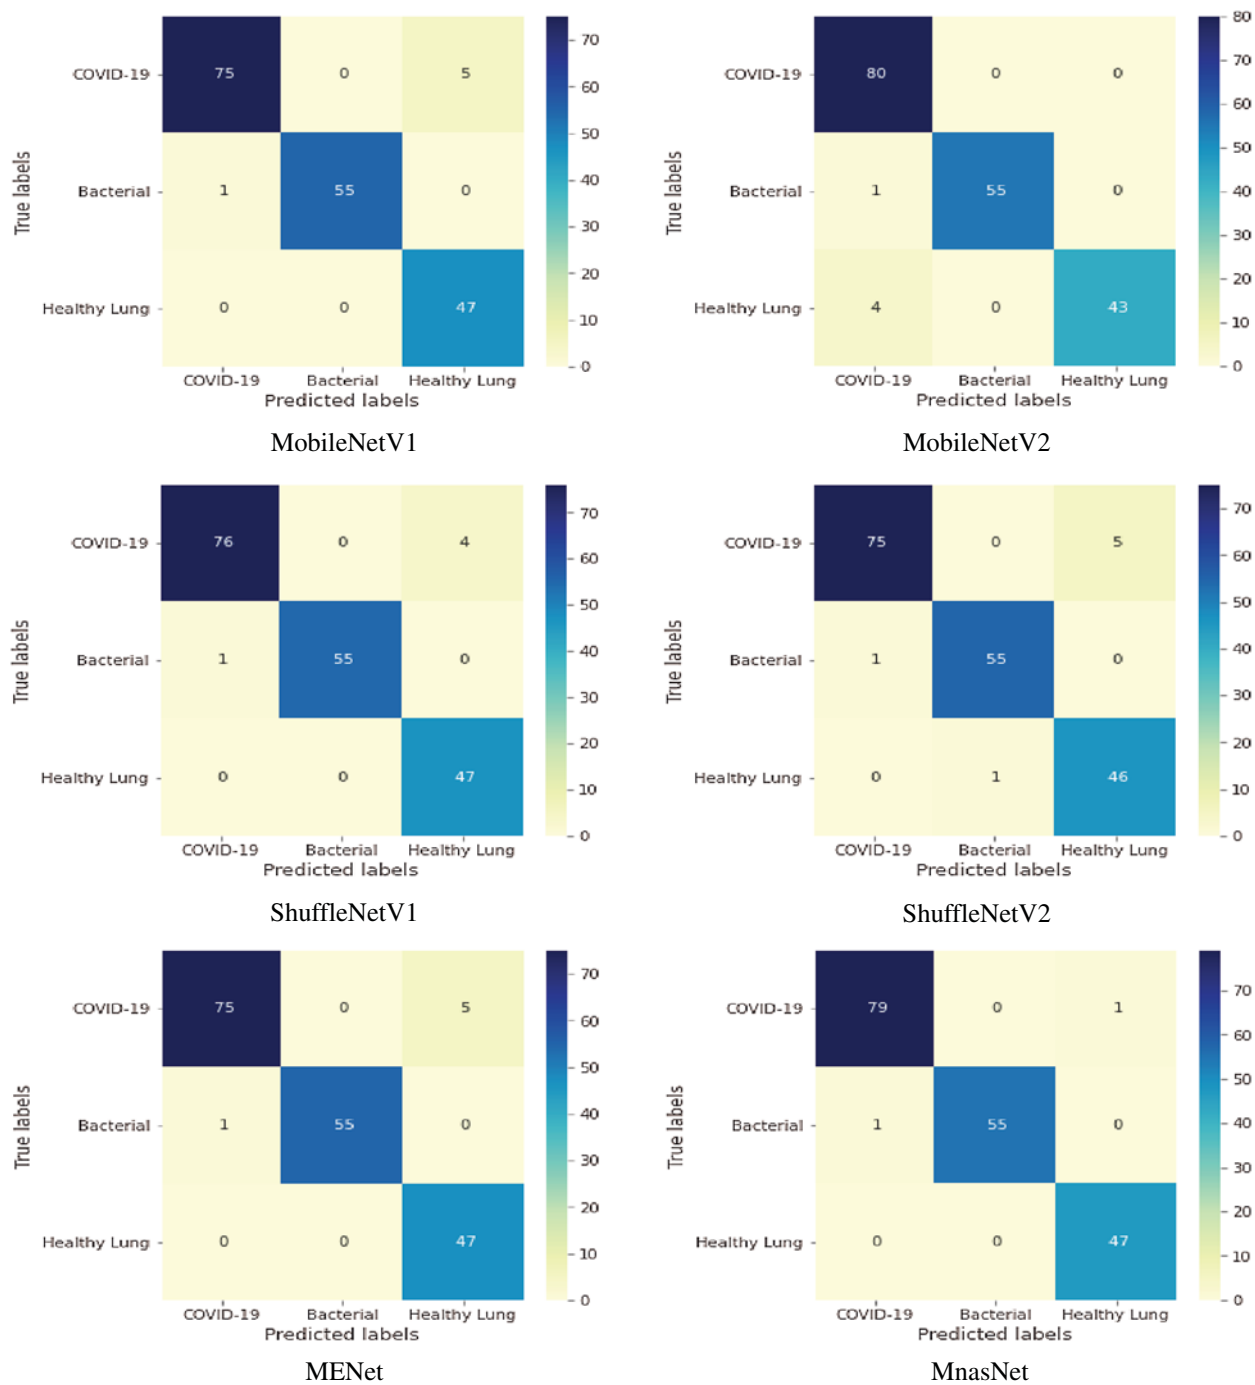 True labels
COVID-19 75 0 5
Bacterial 1 55 0
Healthy Lung 0 0 47
COVID-19 Bacterial Healthy Lung
Predicted labels
70
60
50
40
30
20
10
0
MobileNetV1
True labels
COVID-19 80 0 0
Bacterial 1 55 0
Healthy Lung 4 0 43
COVID-19 Bacterial Healthy Lung
Predicted labels
80
70
60
50
40
30
20
10
0
MobileNetV2
True labels
COVID-19 76 0 4
Bacterial 1 55 0
Healthy Lung 0 0 47
COVID-19 Bacterial Healthy Lung
Predicted labels
70
60
50
40
30
20
10
0
ShuffleNetV1
True labels
COVID-19 75 0 5
Bacterial 1 55 0
Healthy Lung 0 1 46
COVID-19 Bacterial Healthy Lung
Predicted labels
70
60
50
40
30
20
10
0
ShuffleNetV2
True labels
COVID-19 75 0 5
Bacterial 1 55 0
Healthy Lung 0 0 47
COVID-19 Bacterial Healthy Lung
Predicted labels
70
60
50
40
30
20
10
0
MENet
True labels
COVID-19 79 0 1
Bacterial 1 55 0
Healthy Lung 0 0 47
COVID-19 Bacterial Healthy Lung
Predicted labels
70
60
50
40
30
20
10
0
MnasNet